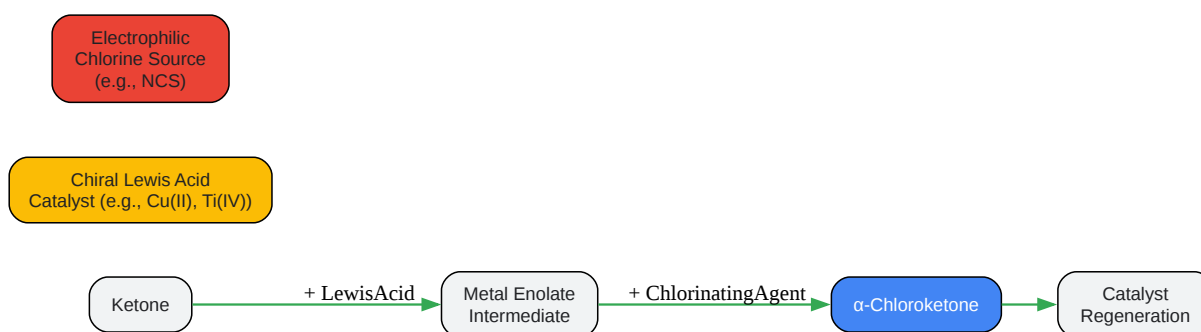 Electrophilic
Chlorine Source
(e.g., NCS)
Chiral Lewis Acid
Catalyst (e.g., Cu(II), Ti(IV))
Ketone
+ LewisAcid
Metal Enolate
Intermediate
+ ChlorinatingAgent
α-Chloroketone
Catalyst
Regeneration